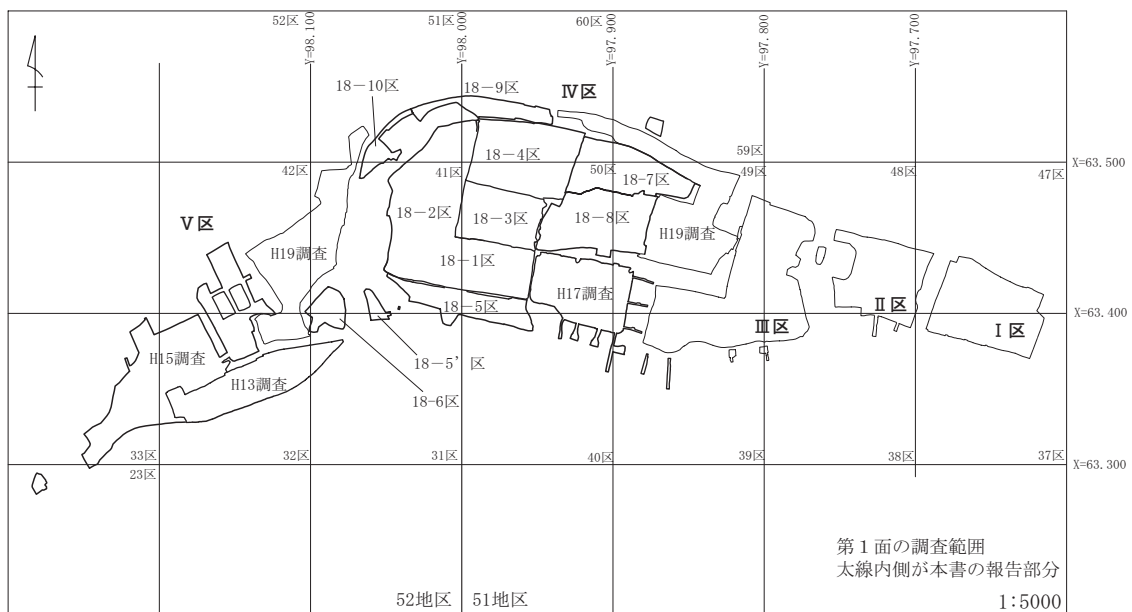 52区
51区
60区
Y=98.100
Y=98.000
Y=97.900
Y=97.800
Y=97.700
18－10区
18－9区
Ⅳ区
59区
X=63.500
42区
41区
18－4区
50区
18-7区
49区
48区
47区
18－2区
18－3区
18－8区
Ⅴ区
H19調査
H19調査
18－1区
H17調査
18－5区
Ⅱ区
Ⅲ区
Ⅰ区
X=63.400
H15調査
18－5’区
H13調査
18-6区
33区
32区
31区
40区
39区
38区
37区
X=63.300
23区
第１面の調査範囲
太線内側が本書の報告部分
52地区
51地区
1:5000